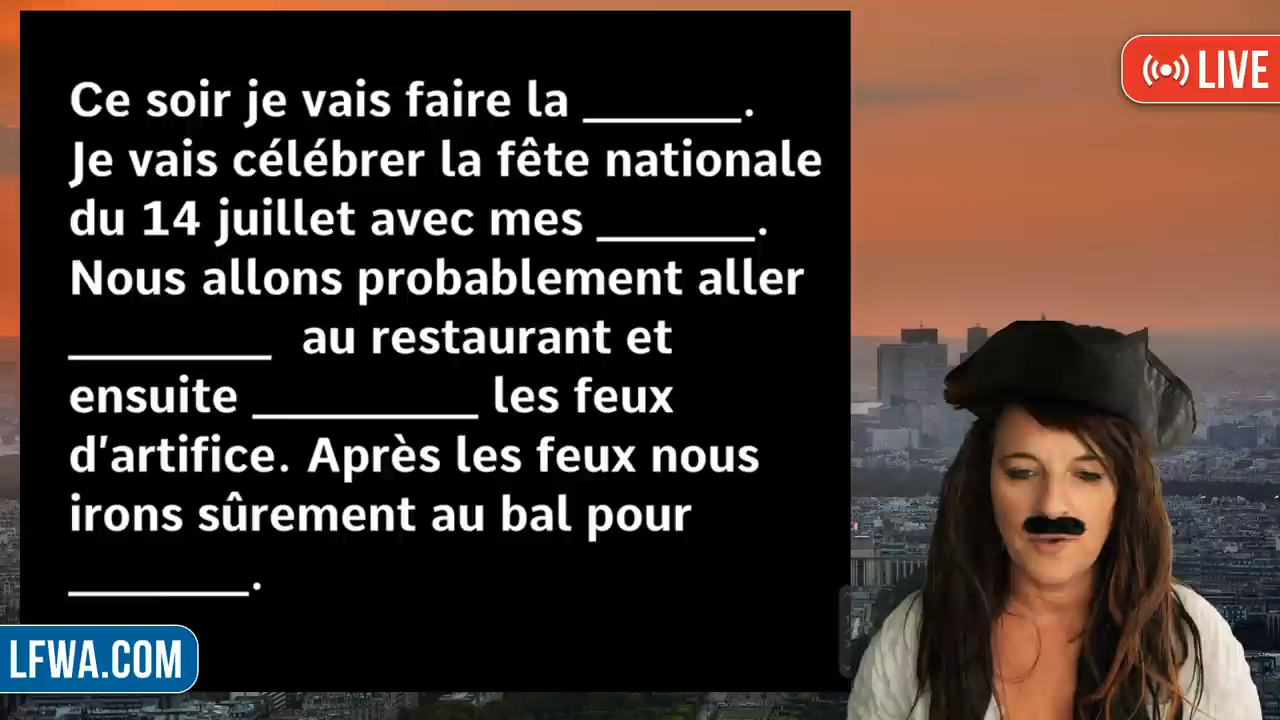 Ce soir je vais faire la ______.
Je vais célébrer la fête nationale
du 14 juillet avec mes ______.
Nous allons probablement aller
________ au restaurant et
ensuite _________ les feux
d'artifice. Après les feux nous
irons sûrement au bal pour
_______.
LIVE
LFWA.COM